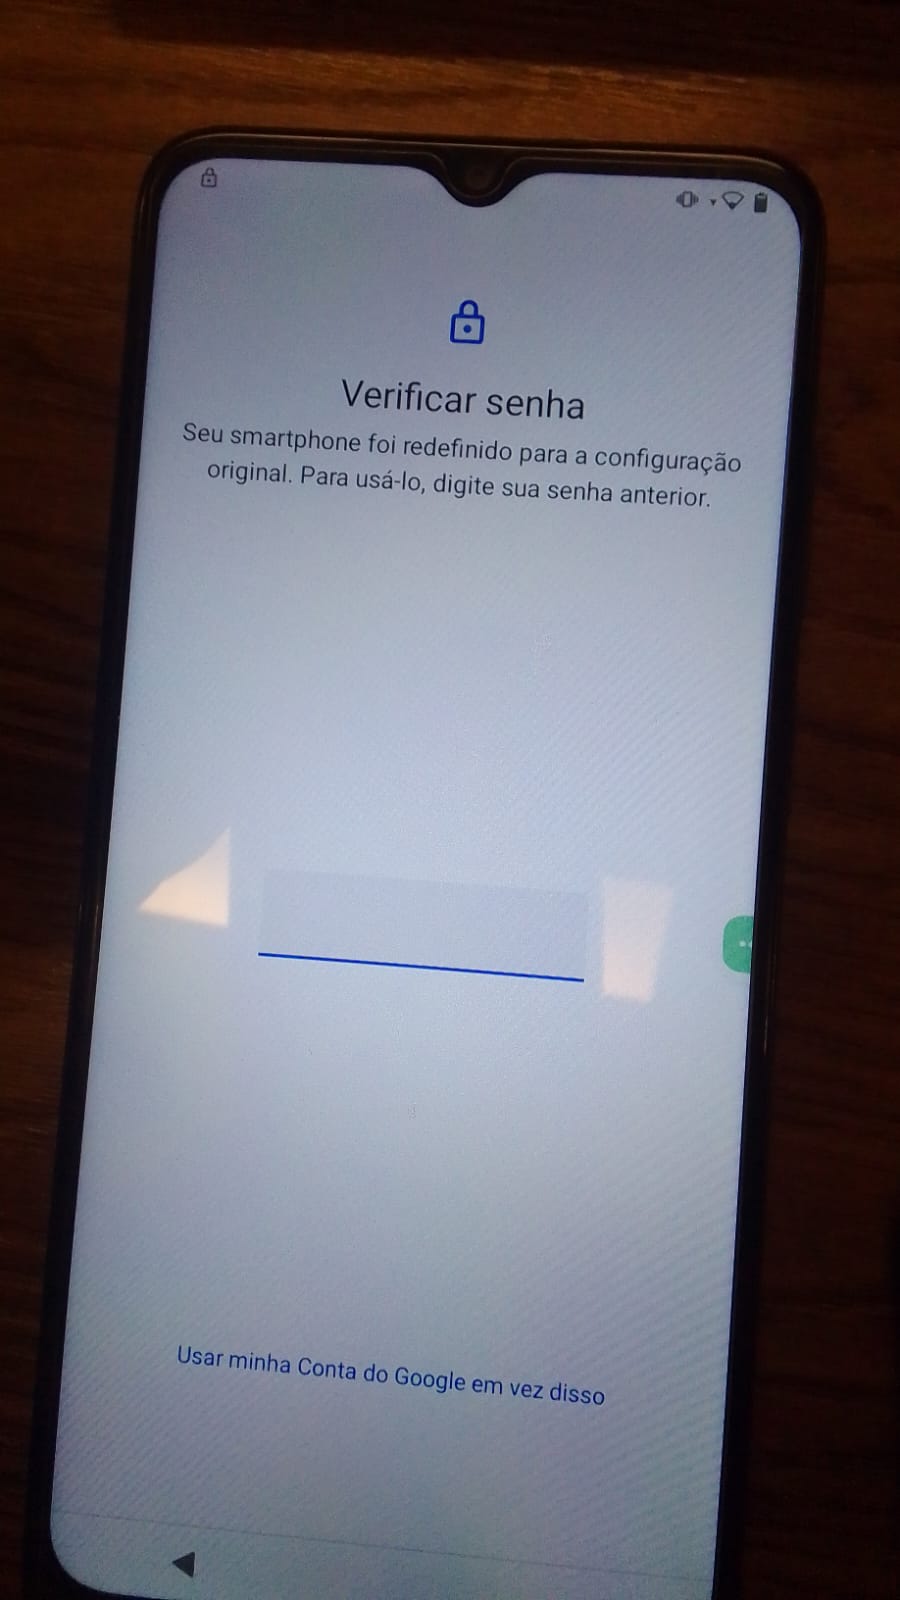 Verificar senha
Seu smartphone foi redefinido para a configuração
original. Para usá-lo, digite sua senha anterior.
Usar minha Conta do Google em vez disso